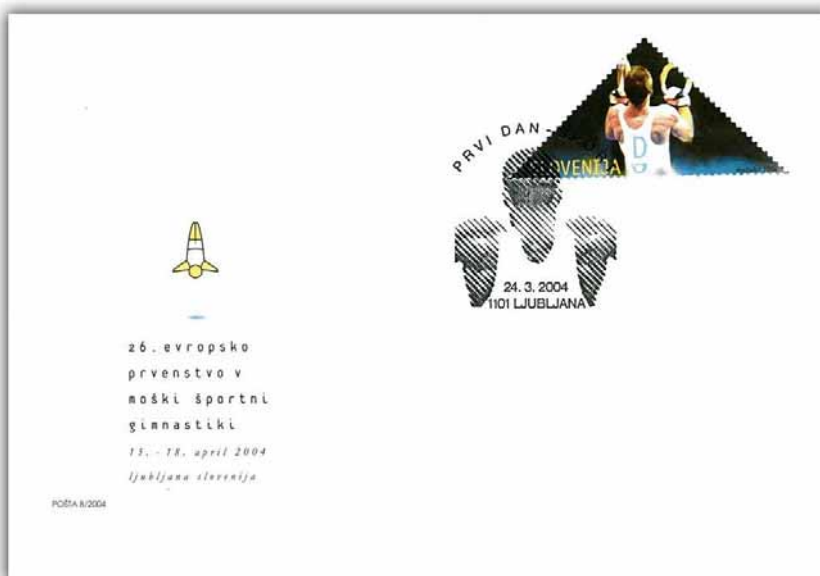 PRVI DAN
SLOVENIJA
D
24. 3. 2004
1101 LJUBLJANA
26. evropsko
prvenstvo v
moški športni
gimnastiki
15. - 18. april 2004
ljubljana slovenija
POŠTA 8/2004